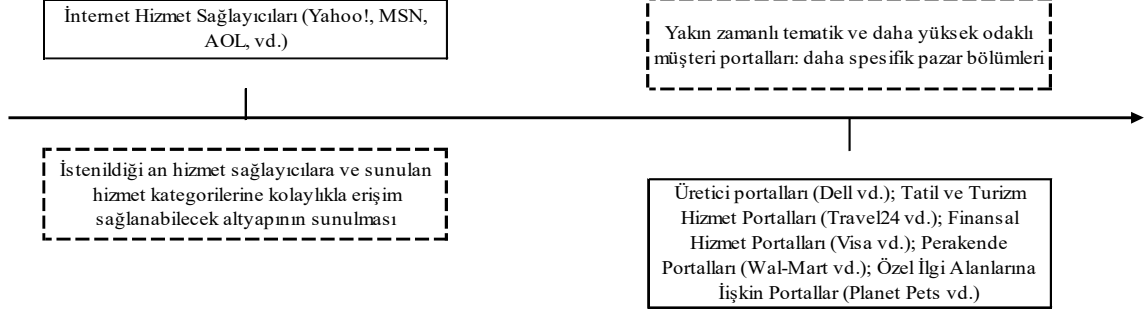 İnternet Hizmet Sağlayıcıları (Yahoo!, MSN,
AOL, vd.)
İstenildiği an hizmet sağlayıcılara ve sunulan
hizmet kategorilerine kolaylıkla erişim
sağlanabilecek altyapının sunulması
Yakın zamanlı tematik ve daha yüksek odaklı
müşteri portalları: daha spesifik pazar bölümleri
Üretici portalları (Dell vd.); Tatil ve Turizm
Hizmet Portalları (Travel24 vd.); Finansal
Hizmet Portalları (Visa vd.); Perakende
Portalları (Wal-Mart vd.); Özel İlgi Alanlarına
İişkin Portallar (Planet Pets vd.)